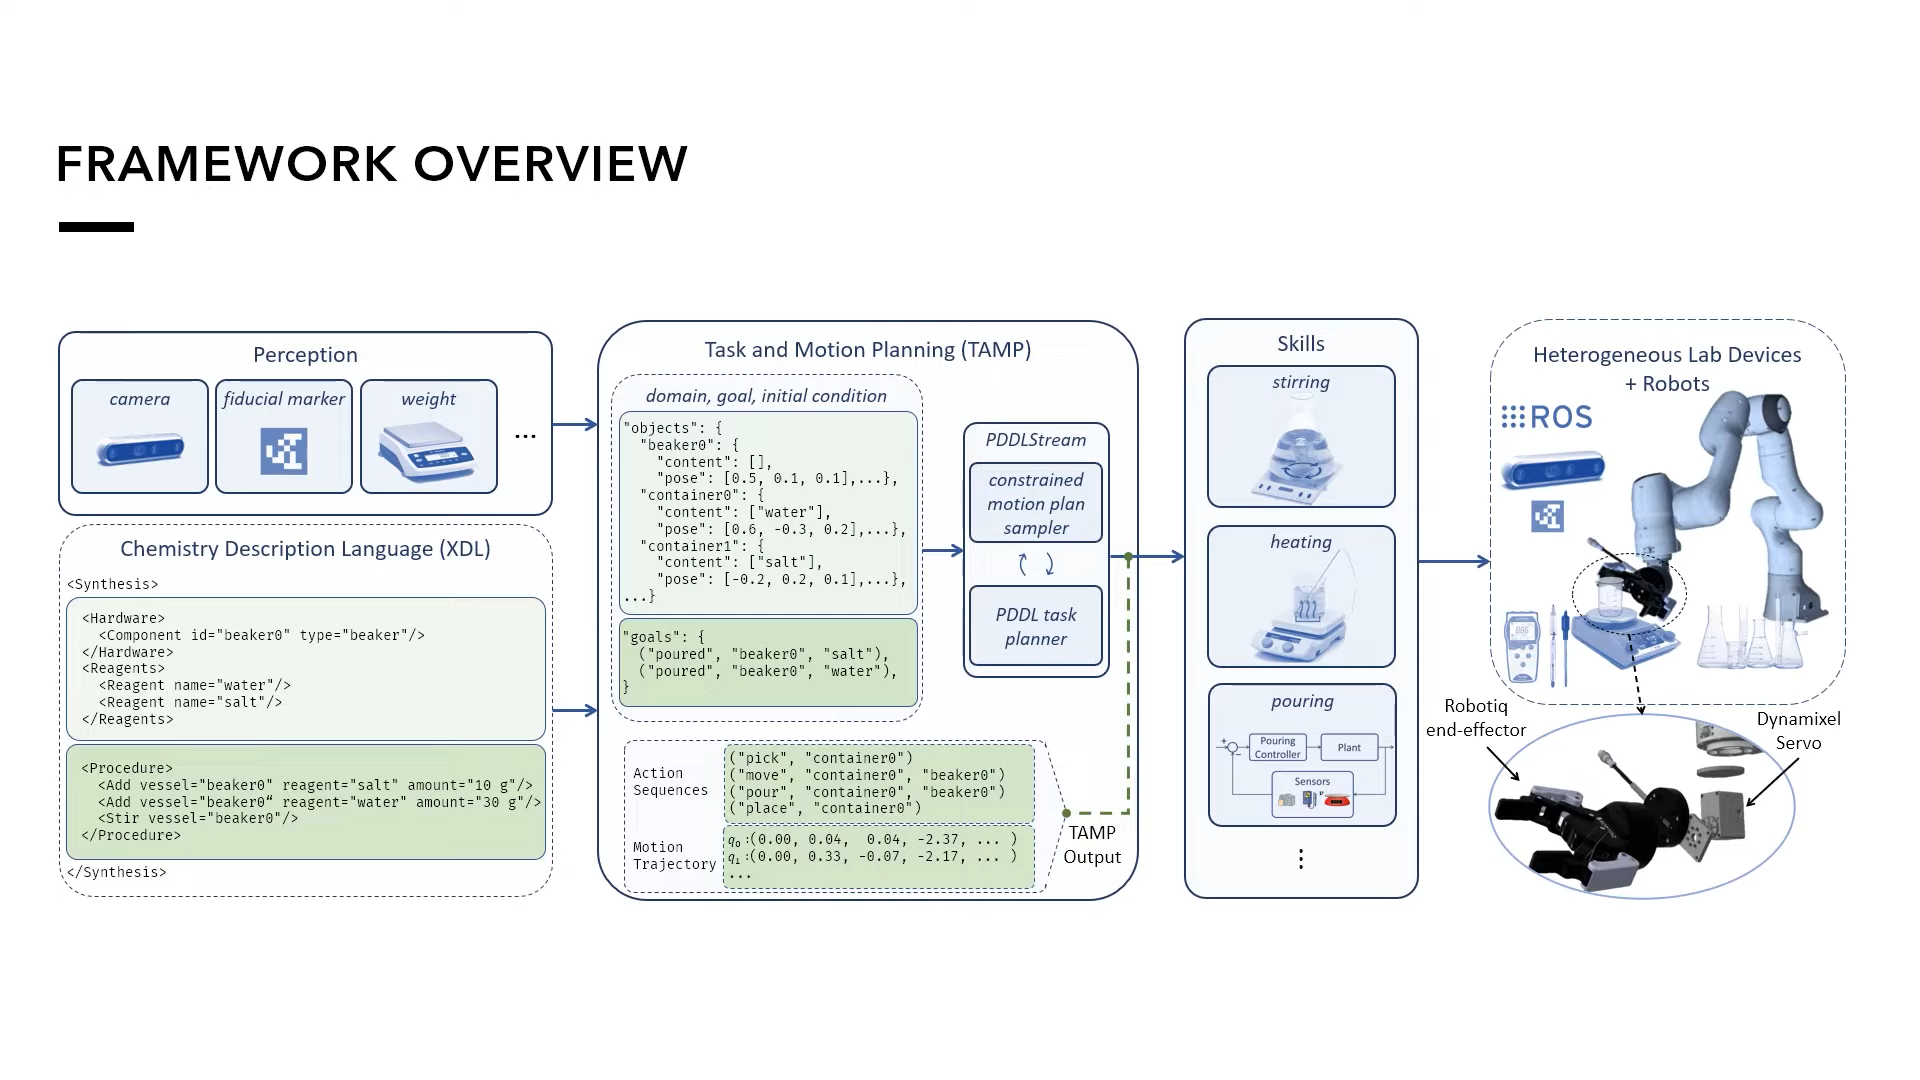 FRAMEWORK OVERVIEW
Perception
camera
fiducial marker
weight
...
Chemistry Description Language (XDL)
<Synthesis>
<Hardware>
<Component id="beaker0" type="beaker"/>
</Hardware>
<Reagents>
<Reagent name="water"/>
<Reagent name="salt"/>
</Reagents>
<Procedure>
<Add vessel="beaker0" reagent="salt" amount="10 g"/>
<Add vessel="beaker0“ reagent="water" amount="30 g"/>
<Stir vessel="beaker0"/>
</Procedure>
</Synthesis>
Task and Motion Planning (TAMP)
domain, goal, initial condition
"objects": {
"beaker0": {
"content": [],
"pose": [0.5, 0.1, 0.1],...},
"container0": {
"content": ["water"],
"pose": [0.6, -0.3, 0.2],...},
"container1": {
"content": ["salt"],
"pose": [-0.2, 0.2, 0.1],...},
...}
"goals": {
("poured", "beaker0", "salt"),
("poured", "beaker0", "water"),
}
PDDLStream
constrained
motion plan
sampler
PDDL task
planner
Action
Sequences
("pick", "container0")
("move", "container0", "beaker0")
("pour", "container0", "beaker0")
("place", "container0")
Motion
Trajectory
q₀:(0.00, 0.04, 0.04, -2.37, ... )
q₁:(0.00, 0.33, -0.07, -2.17, ... )
...
TAMP
Output
Skills
stirring
heating
pouring
+
−
Pouring
Controller
Plant
Sensors
Heterogeneous Lab Devices
+ Robots
ROS
Robotiq
end-effector
Dynamixel
Servo